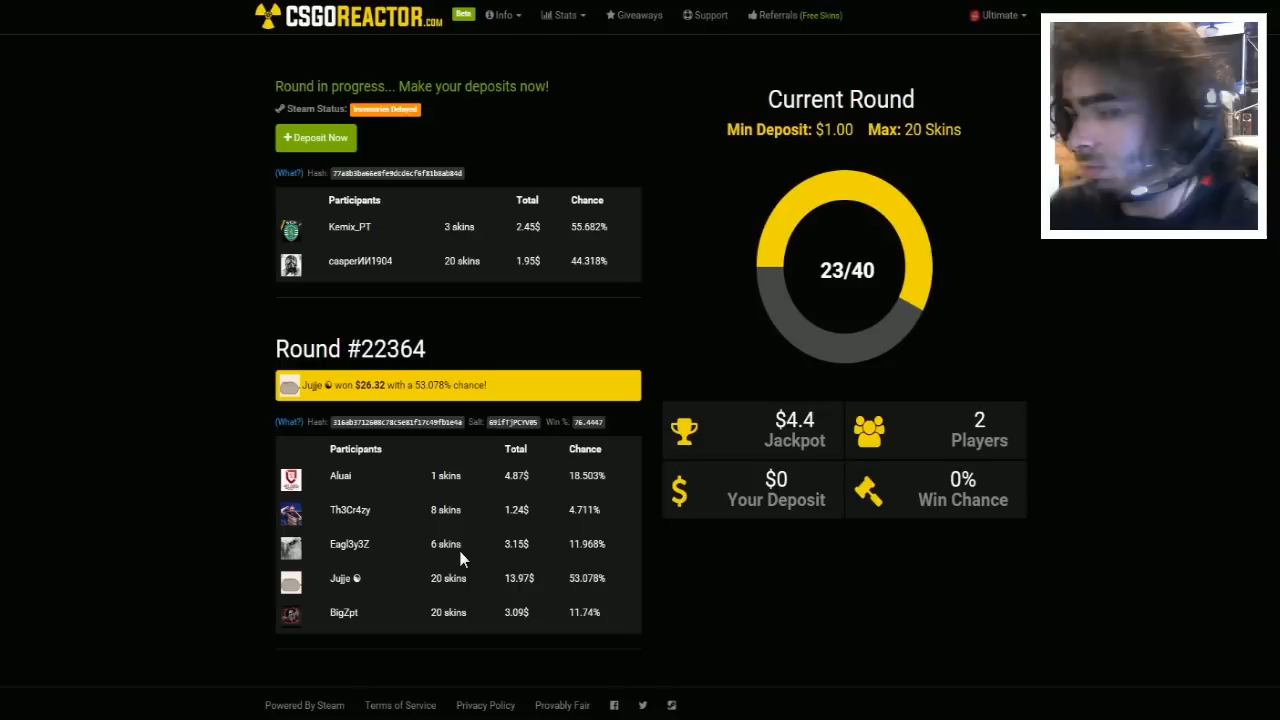 CSGOREACTOR.COM Beta Info Stats Giveaways Support Referrals (Free Skins) Ultimate
Round in progress... Make your deposits now!
Steam Status: Inventories Delayed
+ Deposit Now
(What?) Hash:
Participants Total Chance
Kemix_PT 3 skins 2.45$ 55.682%
casperИИ1904 20 skins 1.95$ 44.318%
Current Round
Min Deposit: $1.00 Max: 20 Skins
23/40
Round #22364
Jujje won $26.32 with a 53.078% chance!
(What?) Hash: Salt: Win %: 76.4447
Participants Total Chance
Aluai 1 skins 4.87$ 18.503%
Th3Cr4zy 8 skins 1.24$ 4.711%
Eagl3y3Z 6 skins 3.15$ 11.968%
Jujje 20 skins 13.97$ 53.078%
BigZpt 20 skins 3.09$ 11.74%
$4.4
Jackpot
2
Players
$0
Your Deposit
0%
Win Chance
Powered By Steam Terms of Service Privacy Policy Provably Fair